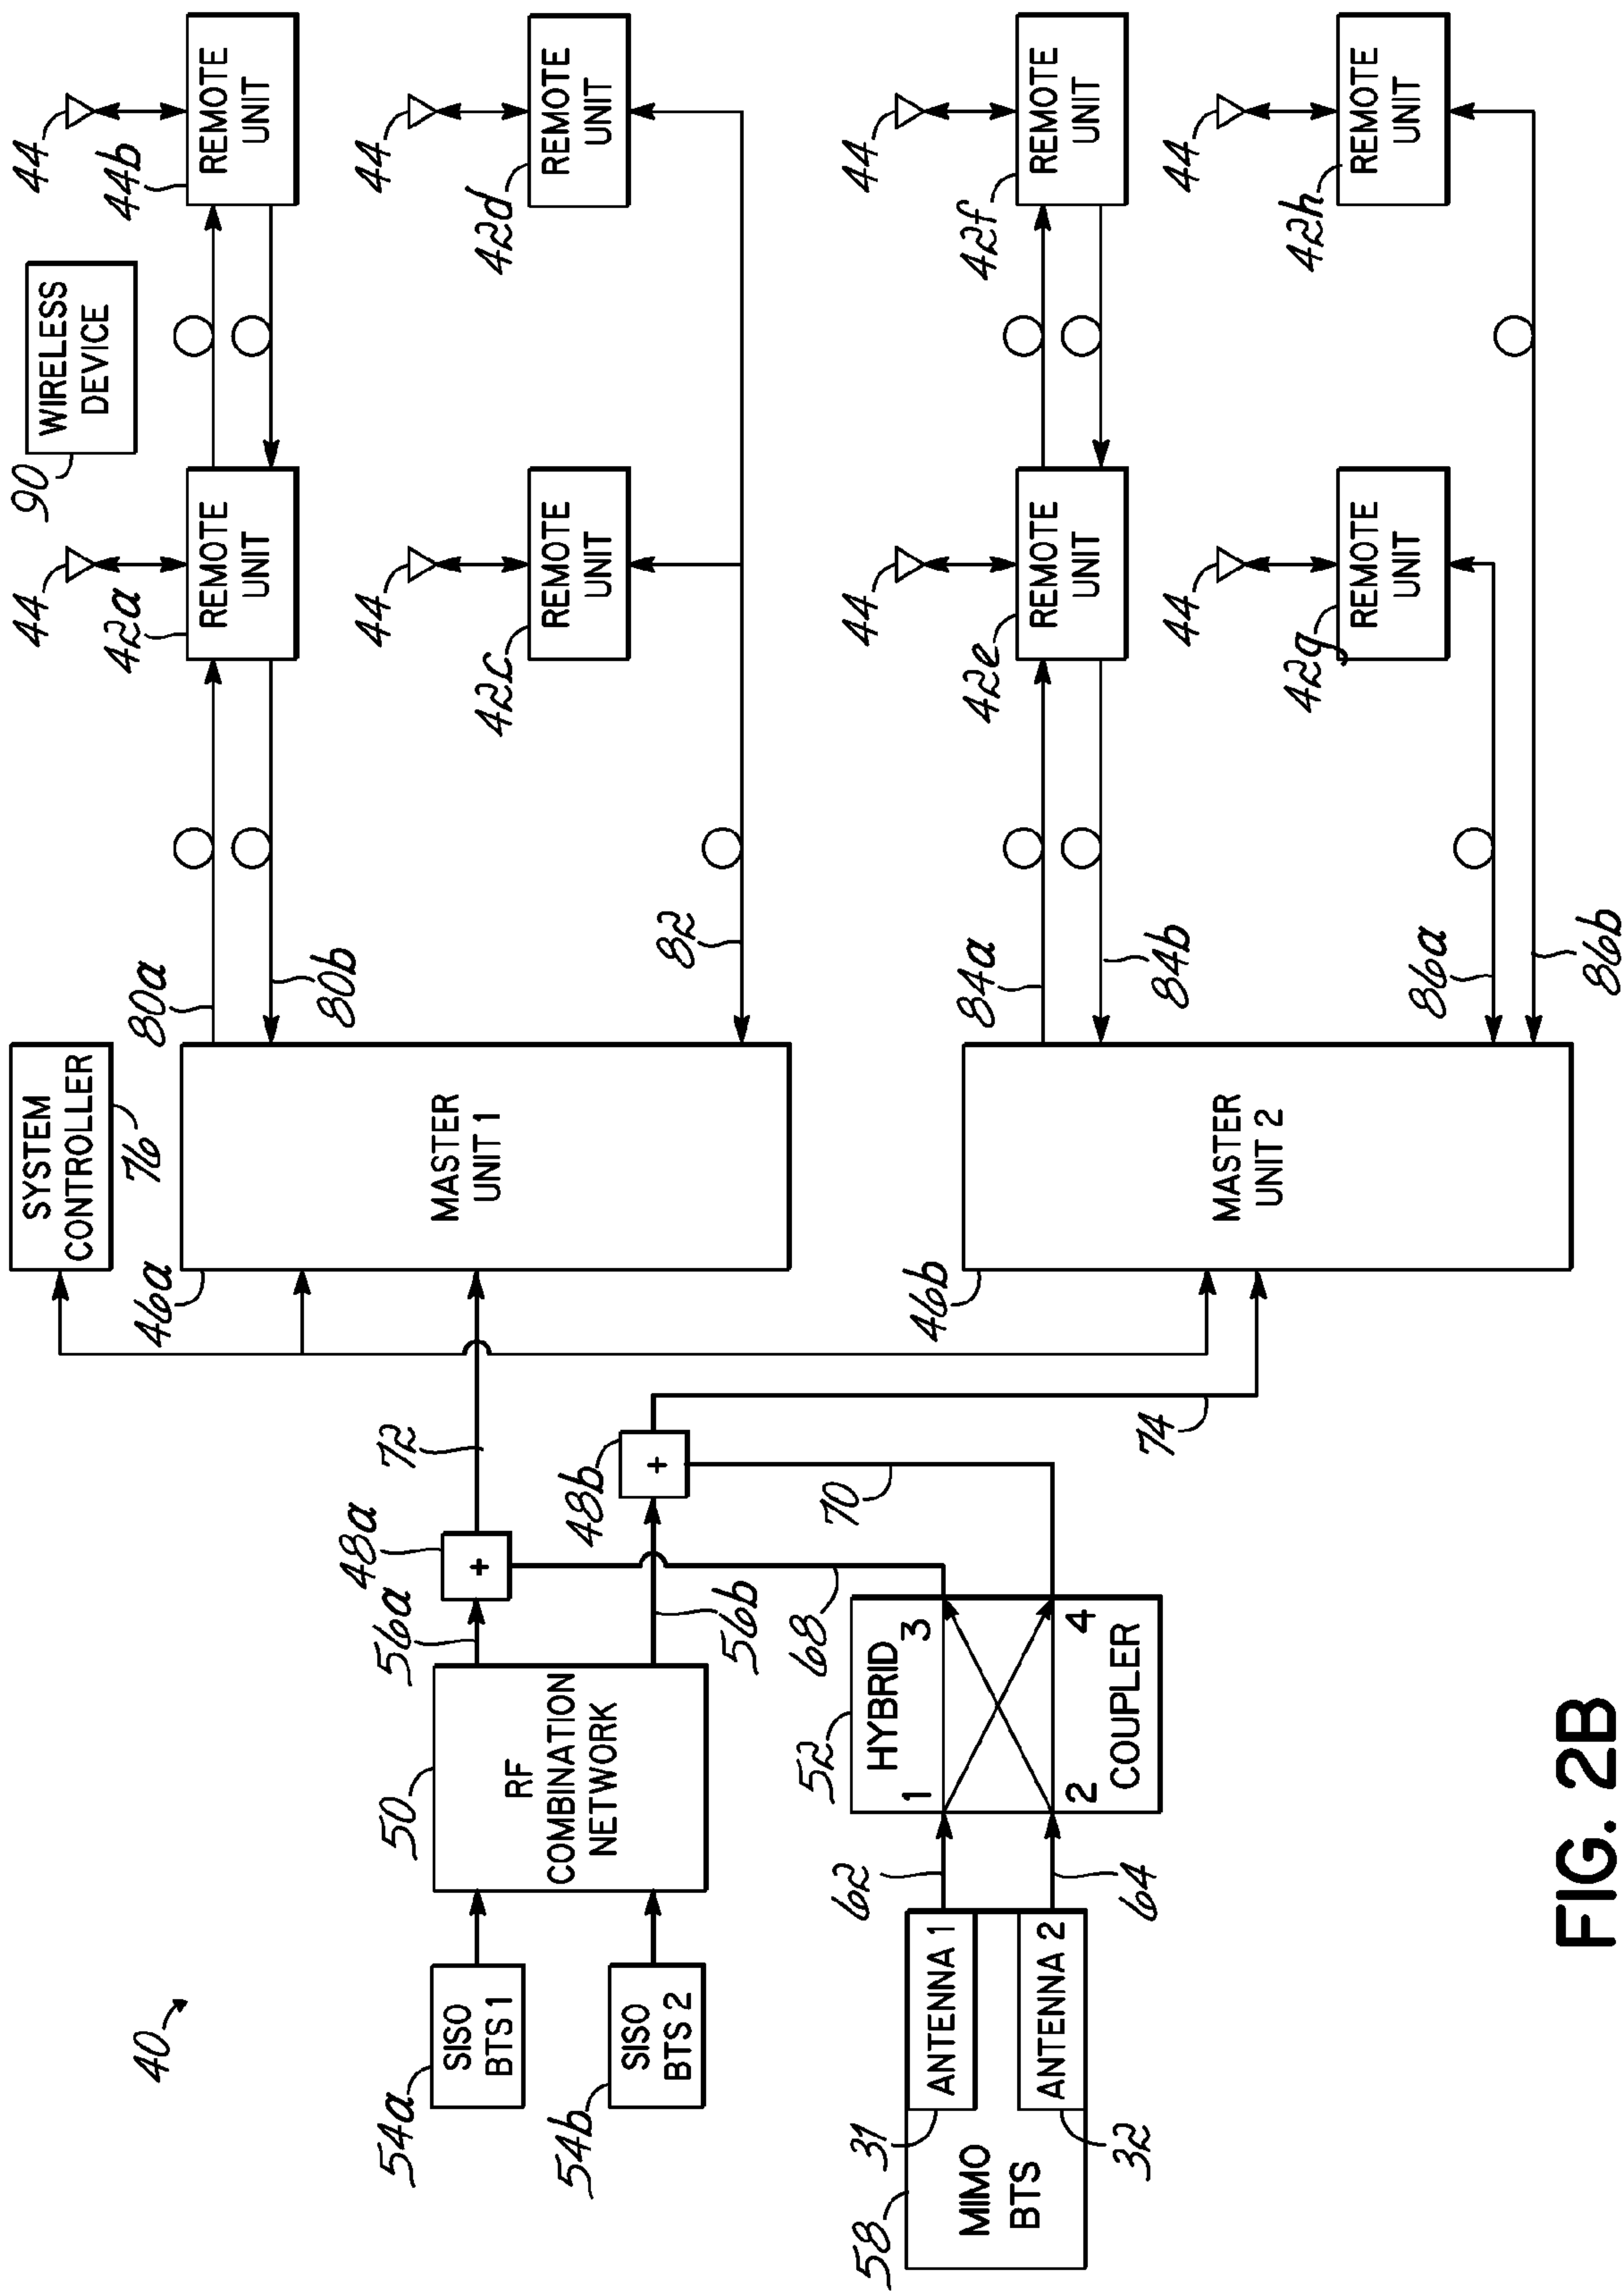 40
54a
SISO
BTS 1
54b
SISO
BTS 2
58
MIMO
BTS
31
ANTENNA 1
32
ANTENNA 2
62
64
50
RF
COMBINATION
NETWORK
52
HYBRID
COUPLER
1
2
3
4
56a
56b
48a
+
48b
+
68
70
72
74
SYSTEM
CONTROLLER
76
46a
MASTER
UNIT 1
46b
MASTER
UNIT 2
80a
80b
82
84a
84b
86a
86b
44
42a
REMOTE
UNIT
90
WIRELESS
DEVICE
44
44b
REMOTE
UNIT
44
42c
REMOTE
UNIT
44
42d
REMOTE
UNIT
44
42e
REMOTE
UNIT
44
42f
REMOTE
UNIT
44
42g
REMOTE
UNIT
44
42h
REMOTE
UNIT
FIG. 2B